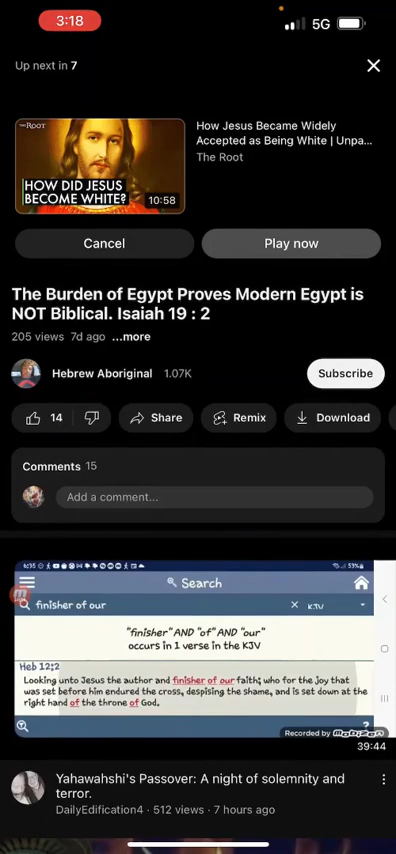 3:18
5G
Up next in 7
THE ROOT
HOW DID JESUS
BECOME WHITE?
10:58
How Jesus Became Widely
Accepted as Being White | Unpa...
The Root
Cancel
Play now
The Burden of Egypt Proves Modern Egypt is
NOT Biblical. Isaiah 19 : 2
205 views 7d ago ...more
Hebrew Aboriginal 1.07K
Subscribe
14
Share
Remix
Download
Comments 15
Add a comment...
6:35
53%
Search
finisher of our
KJV
"finisher" AND "of" AND "our"
occurs in 1 verse in the KJV
Heb 12:2
Looking unto Jesus the author and finisher of our faith; who for the joy that
was set before him endured the cross, despising the shame, and is set down at the
right hand of the throne of God.
?
Recorded by mobizen
39:44
Yahawahshi's Passover: A night of solemnity and
terror.
DailyEdification4 · 512 views · 7 hours ago